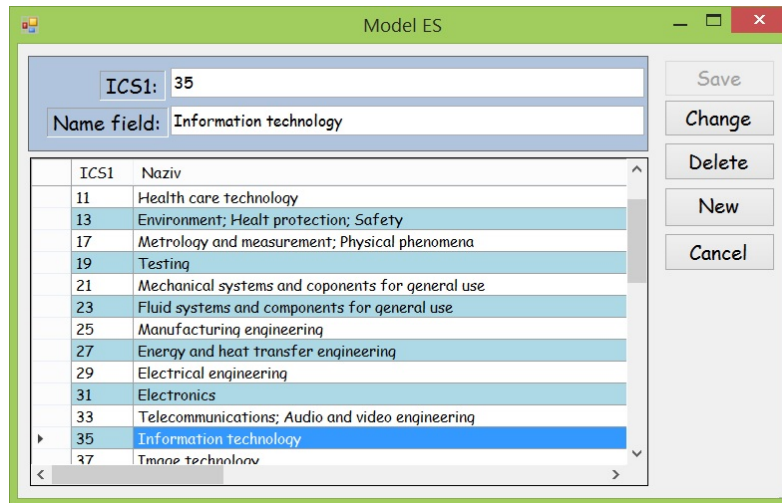 Model ES
ICS1: 35
Name field: Information technology
Save
Change
Delete
New
Cancel
ICS1 Naziv
11 Health care technology
13 Environment; Healt protection; Safety
17 Metrology and measurement; Physical phenomena
19 Testing
21 Mechanical systems and coponents for general use
23 Fluid systems and components for general use
25 Manufacturing engineering
27 Energy and heat transfer engineering
29 Electrical engineering
31 Electronics
33 Telecommunications; Audio and video engineering
35 Information technology
37 Image technology